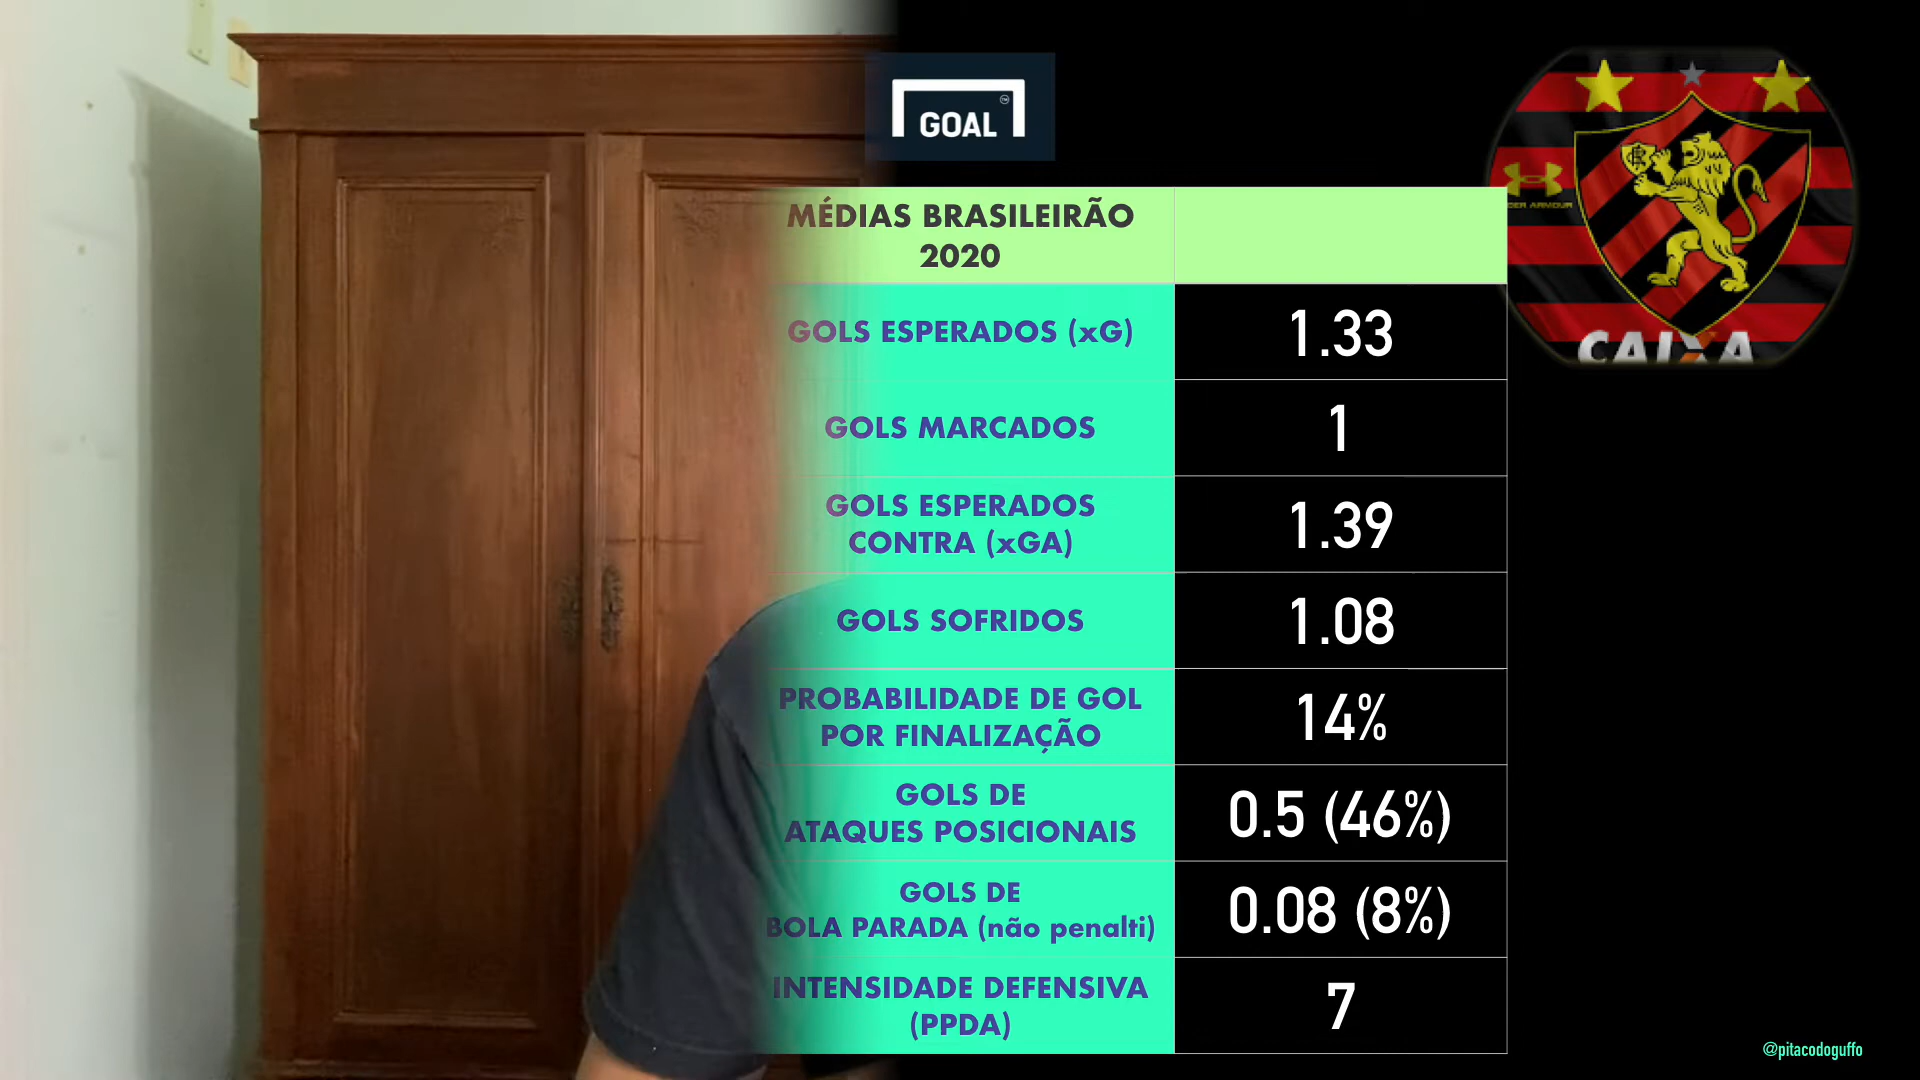 GOAL
MÉDIAS BRASILEIRÃO
2020
GOLS ESPERADOS (xG)
1.33
GOLS MARCADOS
1
GOLS ESPERADOS
CONTRA (xGA)
1.39
GOLS SOFRIDOS
1.08
PROBABILIDADE DE GOL
POR FINALIZAÇÃO
14%
GOLS DE
ATAQUES POSICIONAIS
0.5 (46%)
GOLS DE
BOLA PARADA (não penalti)
0.08 (8%)
INTENSIDADE DEFENSIVA
(PPDA)
7
CAIXA
@pitacodoguffo